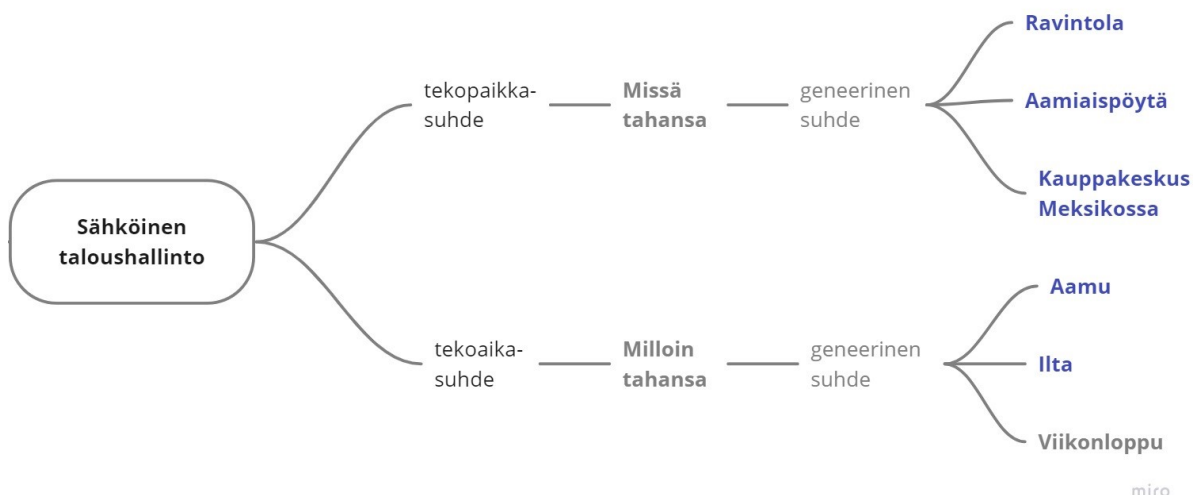 Sähköinen
taloushallinto
tekopaikka-
suhde
Missä
tahansa
geneerinen
suhde
Ravintola
Aamiaispöytä
Kauppakeskus
Meksikossa
tekoaika-
suhde
Milloin
tahansa
geneerinen
suhde
Aamu
Ilta
Viikonloppu
miro